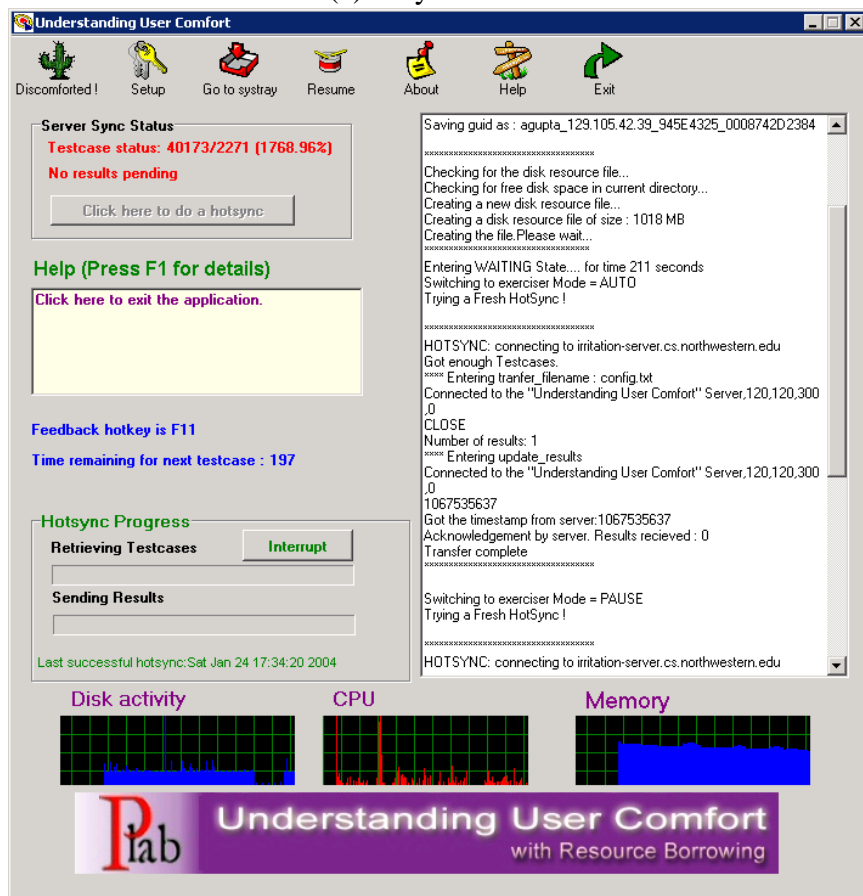 Understanding User Comfort
Discomforted !
Setup
Go to systray
Resume
About
Help
Exit
Server Sync Status
Testcase status: 40173/2271 (1768.96%)
No results pending
Click here to do a hotsync
Help (Press F1 for details)
Click here to exit the application.
Feedback hotkey is F11
Time remaining for next testcase : 197
Hotsync Progress
Retrieving Testcases
Interrupt
Sending Results
Last successful hotsync:Sat Jan 24 17:34:20 2004
Saving guid as : agupta_129.105.42.39_945E4325_0008742D2384
**********************************
Checking for the disk resource file...
Checking for free disk space in current directory...
Creating a new disk resource file...
Creating a disk resource file of size : 1018 MB
Creating the file.Please wait...
**********************************
Entering WAITING State.... for time 211 seconds
Switching to exerciser Mode = AUTO
Trying a Fresh HotSync !
**********************************
HOTSYNC: connecting to irritation-server.cs.northwestern.edu
Got enough Testcases.
**** Entering tranfer_filename : config.txt
Connected to the "Understanding User Comfort" Server,120,120,300
,0
CLOSE
Number of results: 1
**** Entering update_results
Connected to the "Understanding User Comfort" Server,120,120,300
,0
1067535637
Got the timestamp from server:1067535637
Acknowledgement by server. Results recieved : 0
Transfer complete
**********************************
Switching to exerciser Mode = PAUSE
Trying a Fresh HotSync !
**********************************
HOTSYNC: connecting to irritation-server.cs.northwestern.edu
Disk activity
CPU
Memory
Plab
Understanding User Comfort
with Resource Borrowing